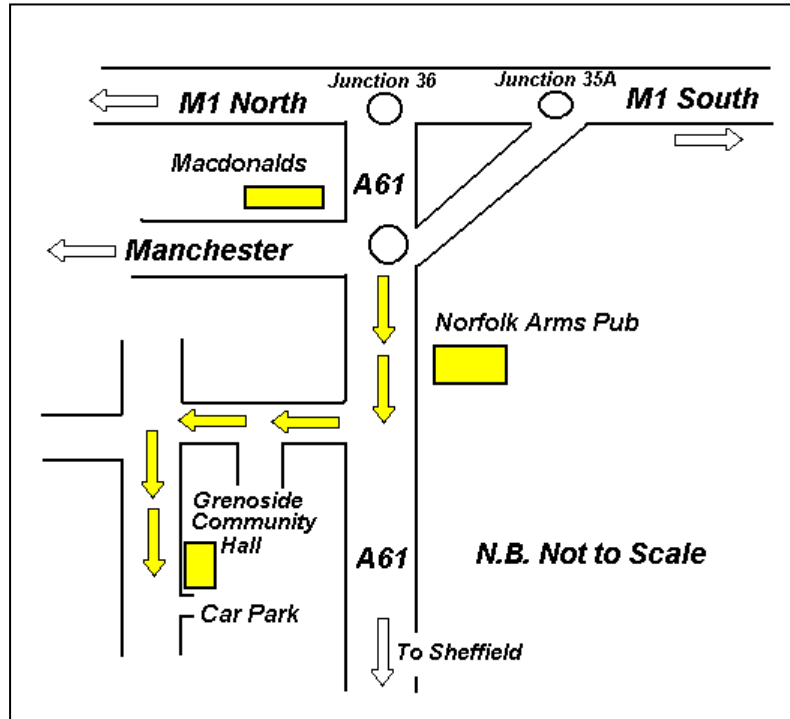 Junction 36
Junction 35A
M1 North
M1 South
Macdonalds
A61
Manchester
Norfolk Arms Pub
Grenoside
Community
Hall
A61
N.B. Not to Scale
Car Park
To Sheffield